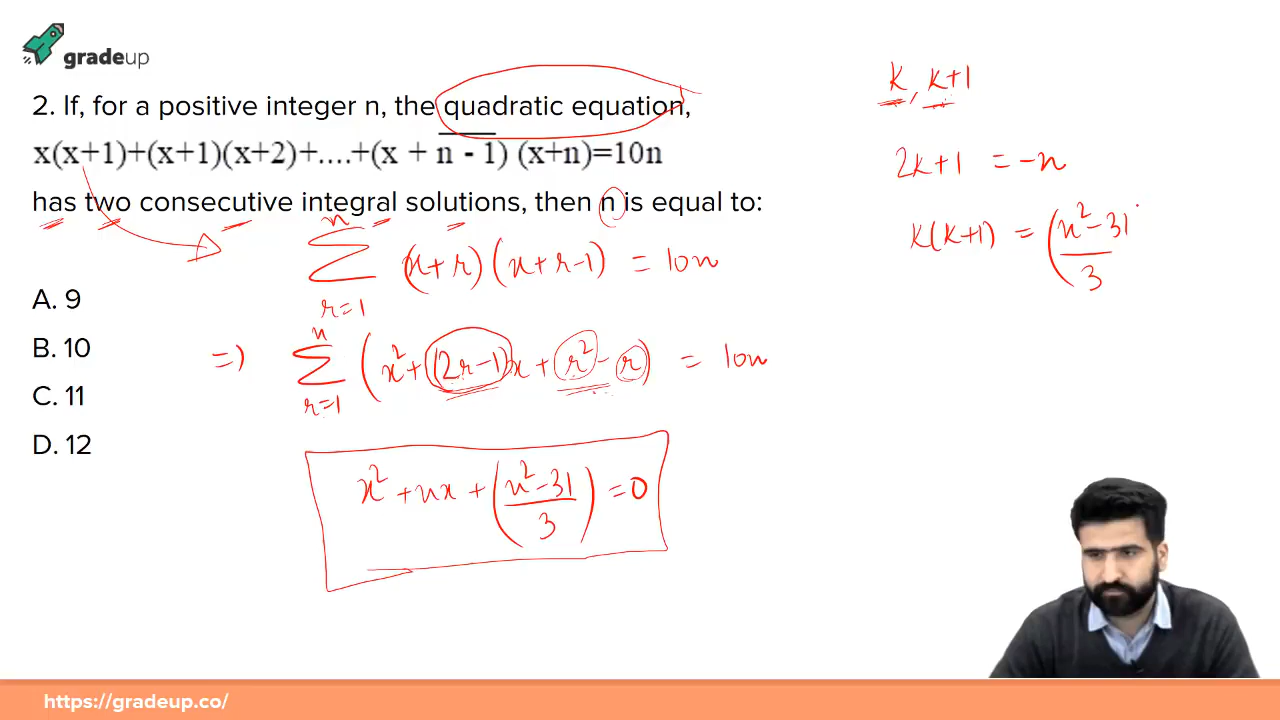 gradeup
2. If, for a positive integer n, the quadratic equation,
x(x+1)+(x+1)(x+2)+....+(x + n - 1) (x+n)=10n
has two consecutive integral solutions, then n is equal to:
n
Σ (x+r)(x+r-1) = 10n
r=1
A. 9
B. 10
C. 11
D. 12
n
=) Σ (x²+(2r-1)x + r² - r) = 10n
r=1
x² + nx + (n²-31/3) = 0
k, k+1
2k+1 = -n
k(k+1) = (n²-31/3
https://gradeup.co/